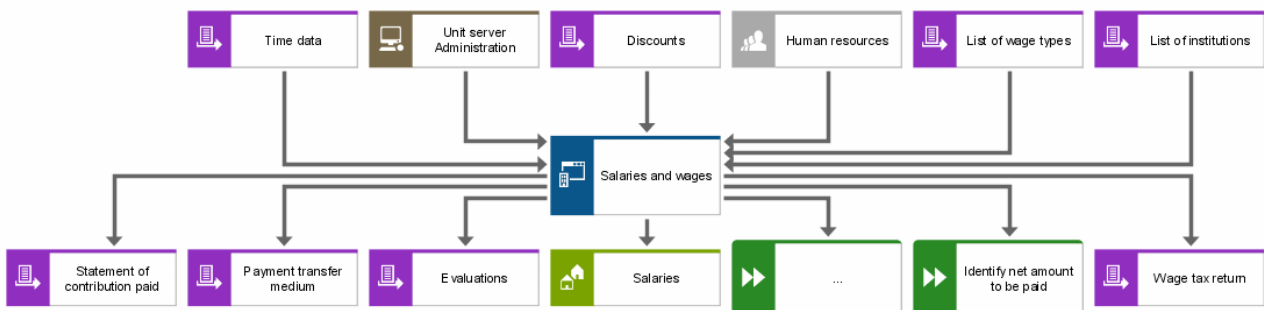 Time data
Unit server
Administration
Discounts
Human resources
List of wage types
List of institutions
Salaries and wages
Statement of
contribution paid
Payment transfer
medium
Evaluations
Salaries
...
Identify net amount
to be paid
Wage tax return